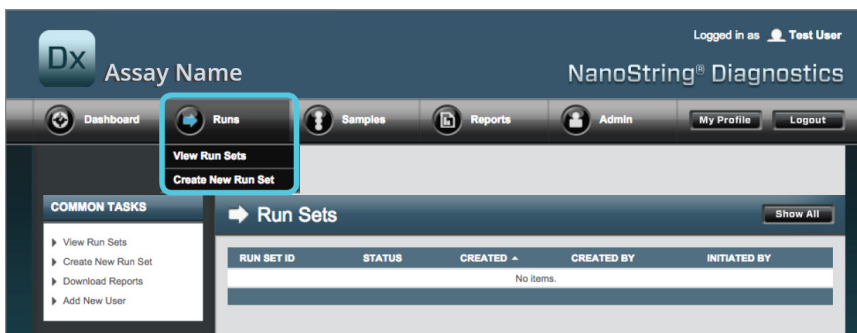 Logged in as Test User
Dx Assay Name
NanoString® Diagnostics
Dashboard Runs Samples Reports Admin My Profile Logout
View Run Sets
Create New Run Set
COMMON TASKS
View Run Sets
Create New Run Set
Download Reports
Add New User
Run Sets Show All
RUN SET ID STATUS CREATED CREATED BY INITIATED BY
No items.